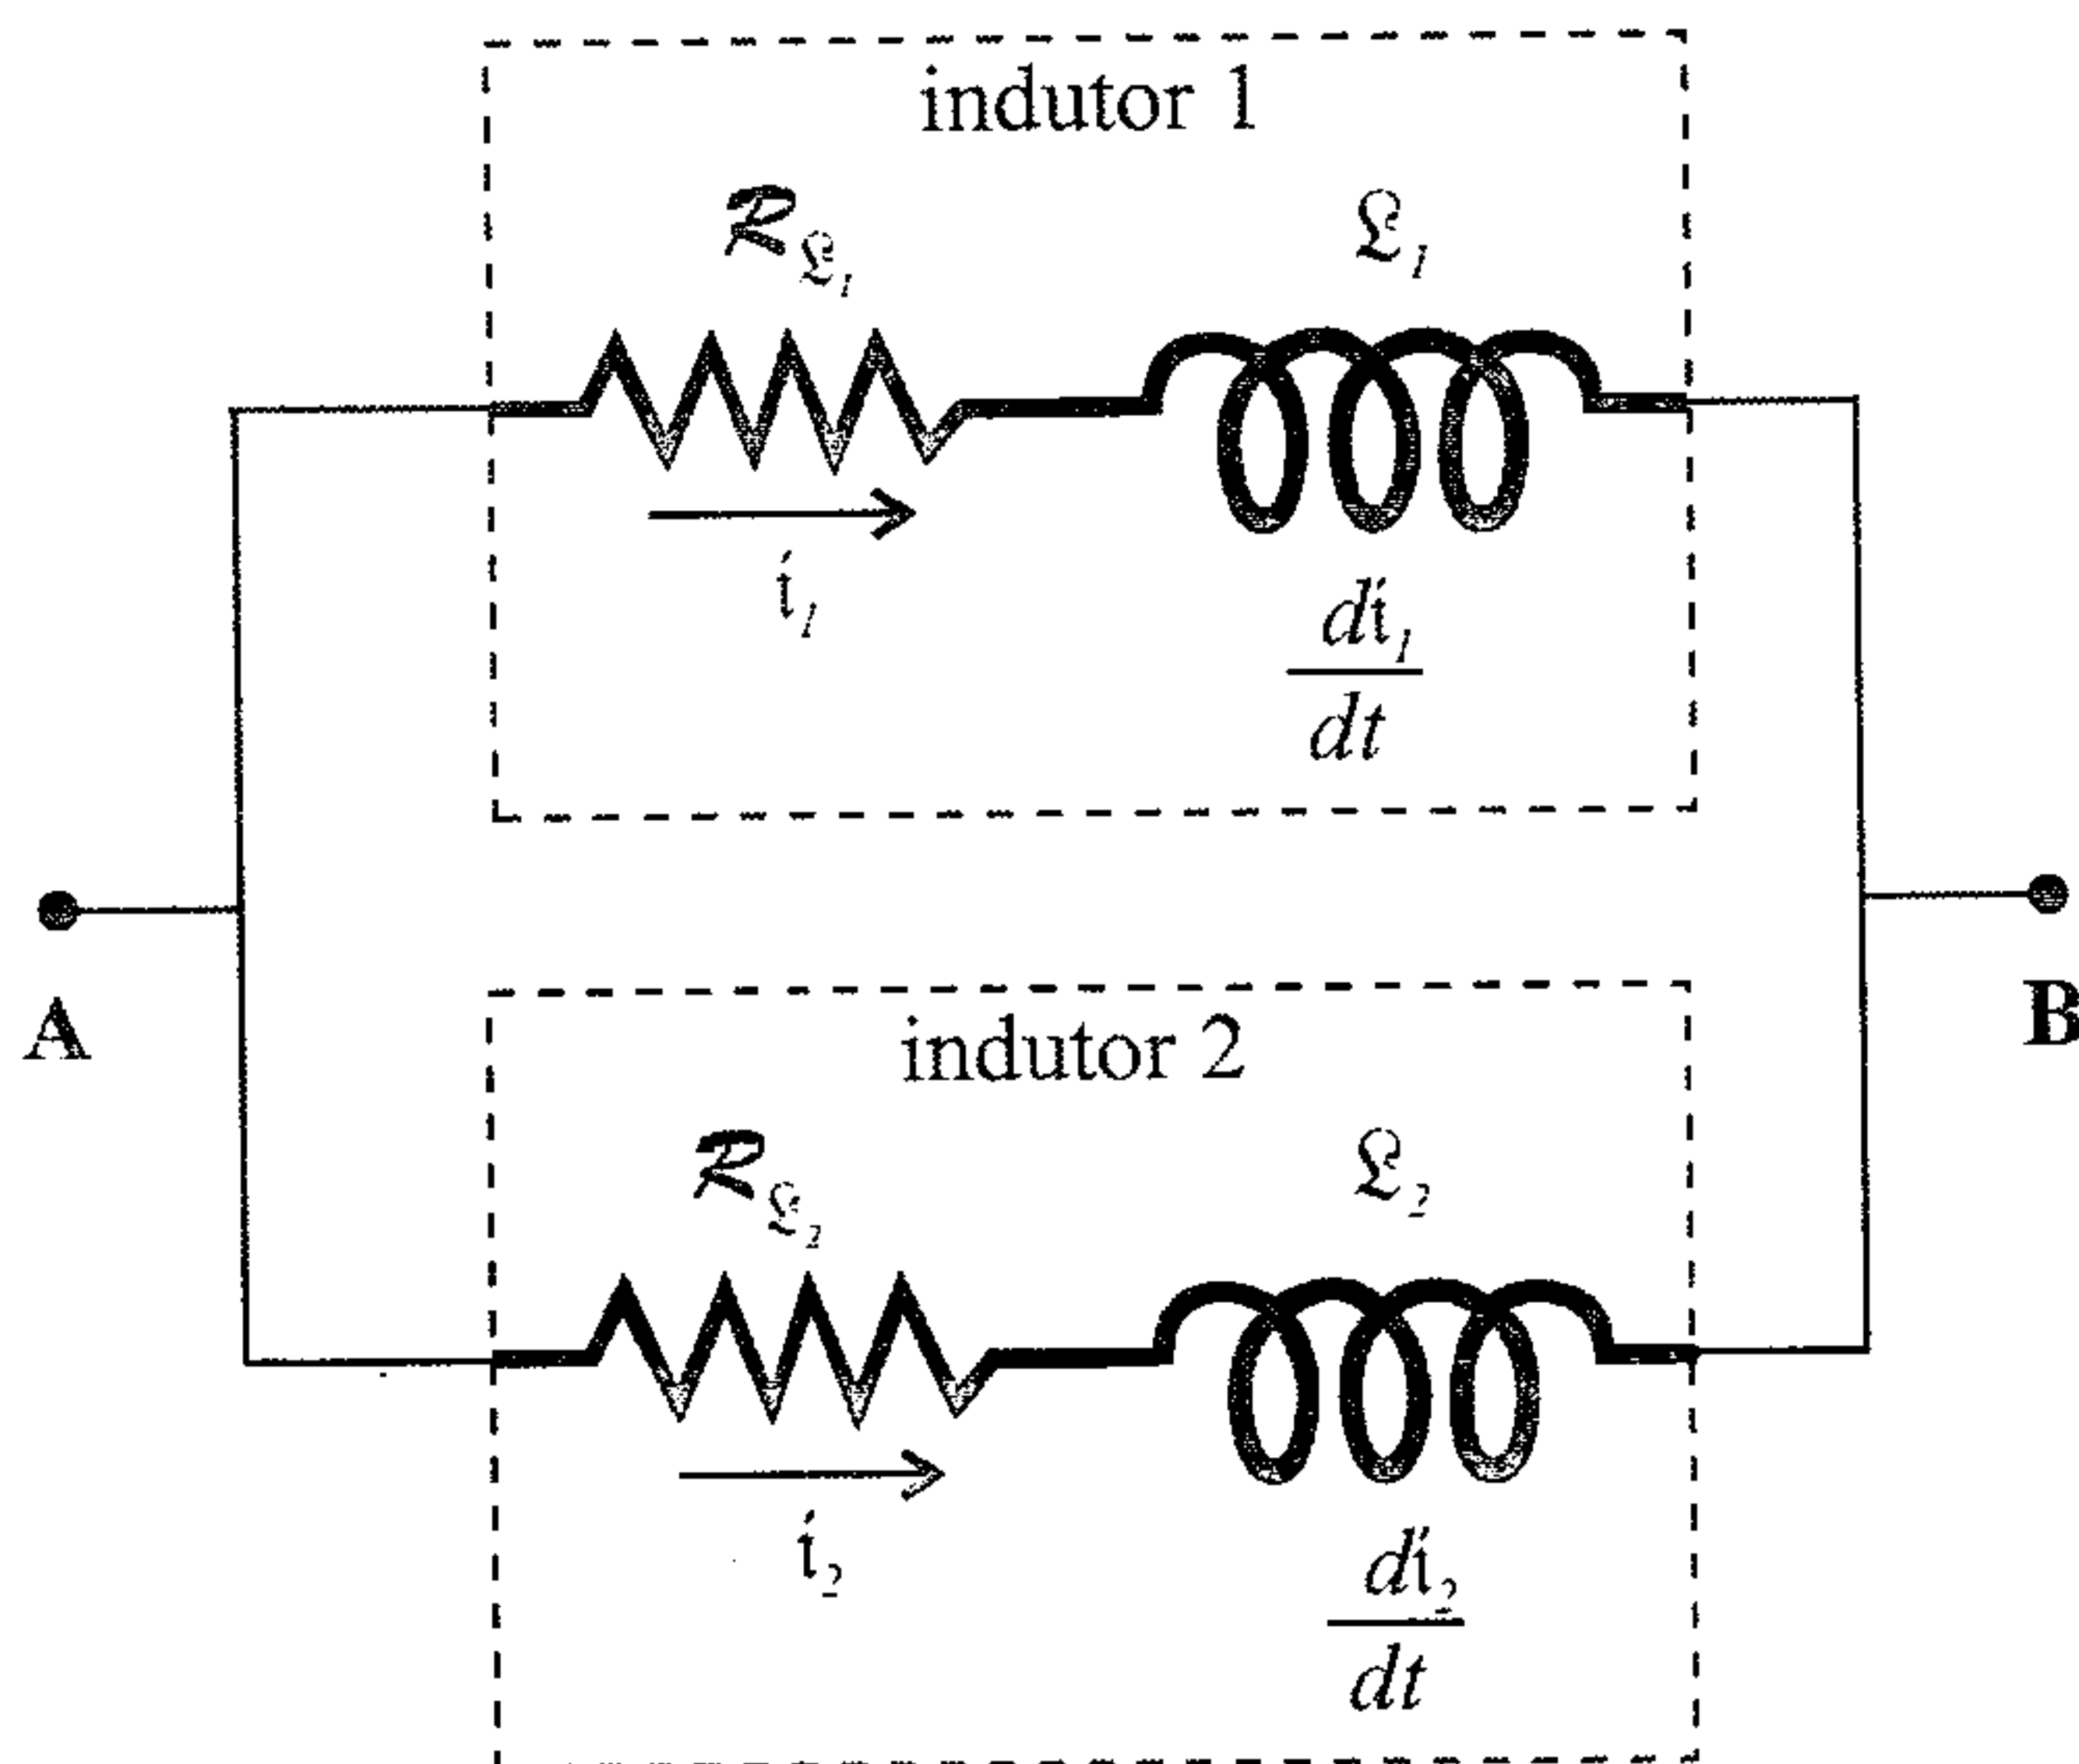 indutor 1
ℛ𝔏₁ 𝔏₁
i₁
di₁
dt
A B
indutor 2
ℛ𝔏₂ 𝔏₂
i₂
di₂
dt